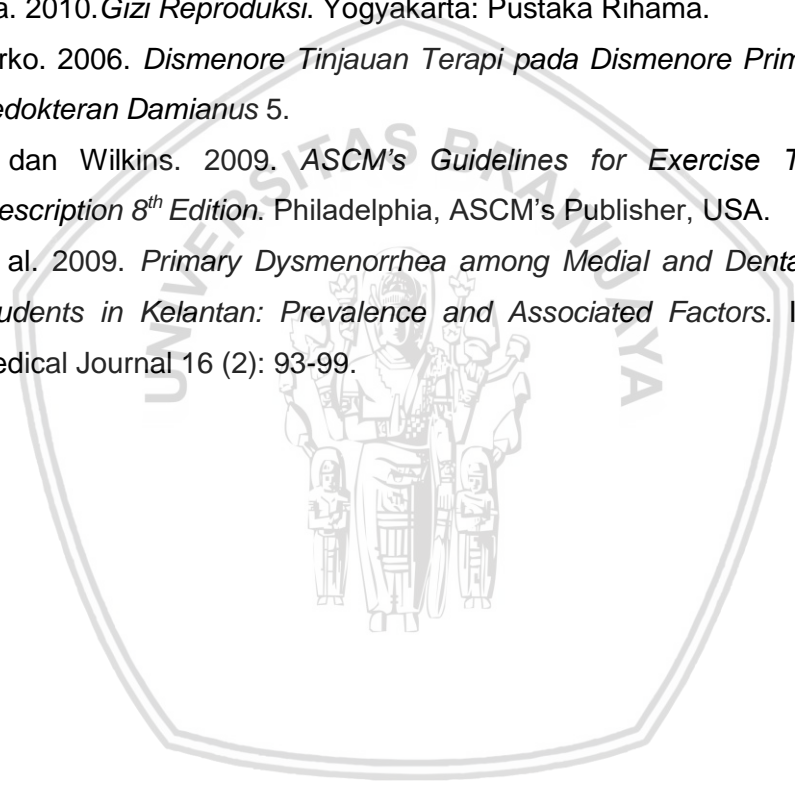 a. 2010.Gizi Reproduksi. Yogyakarta: Pustaka Rihama.
rko. 2006. Dismenore Tinjauan Terapi pada Dismenore Prim
edokteran Damianus 5.
dan Wilkins. 2009. ASCM's Guidelines for Exercise T
escription 8th Edition. Philadelphia, ASCM's Publisher, USA.
al. 2009. Primary Dysmenorrhea among Medial and Denta
udents in Kelantan: Prevalence and Associated Factors. I
edical Journal 16 (2): 93-99.
UNIVERSITAS BRAWIJAYA